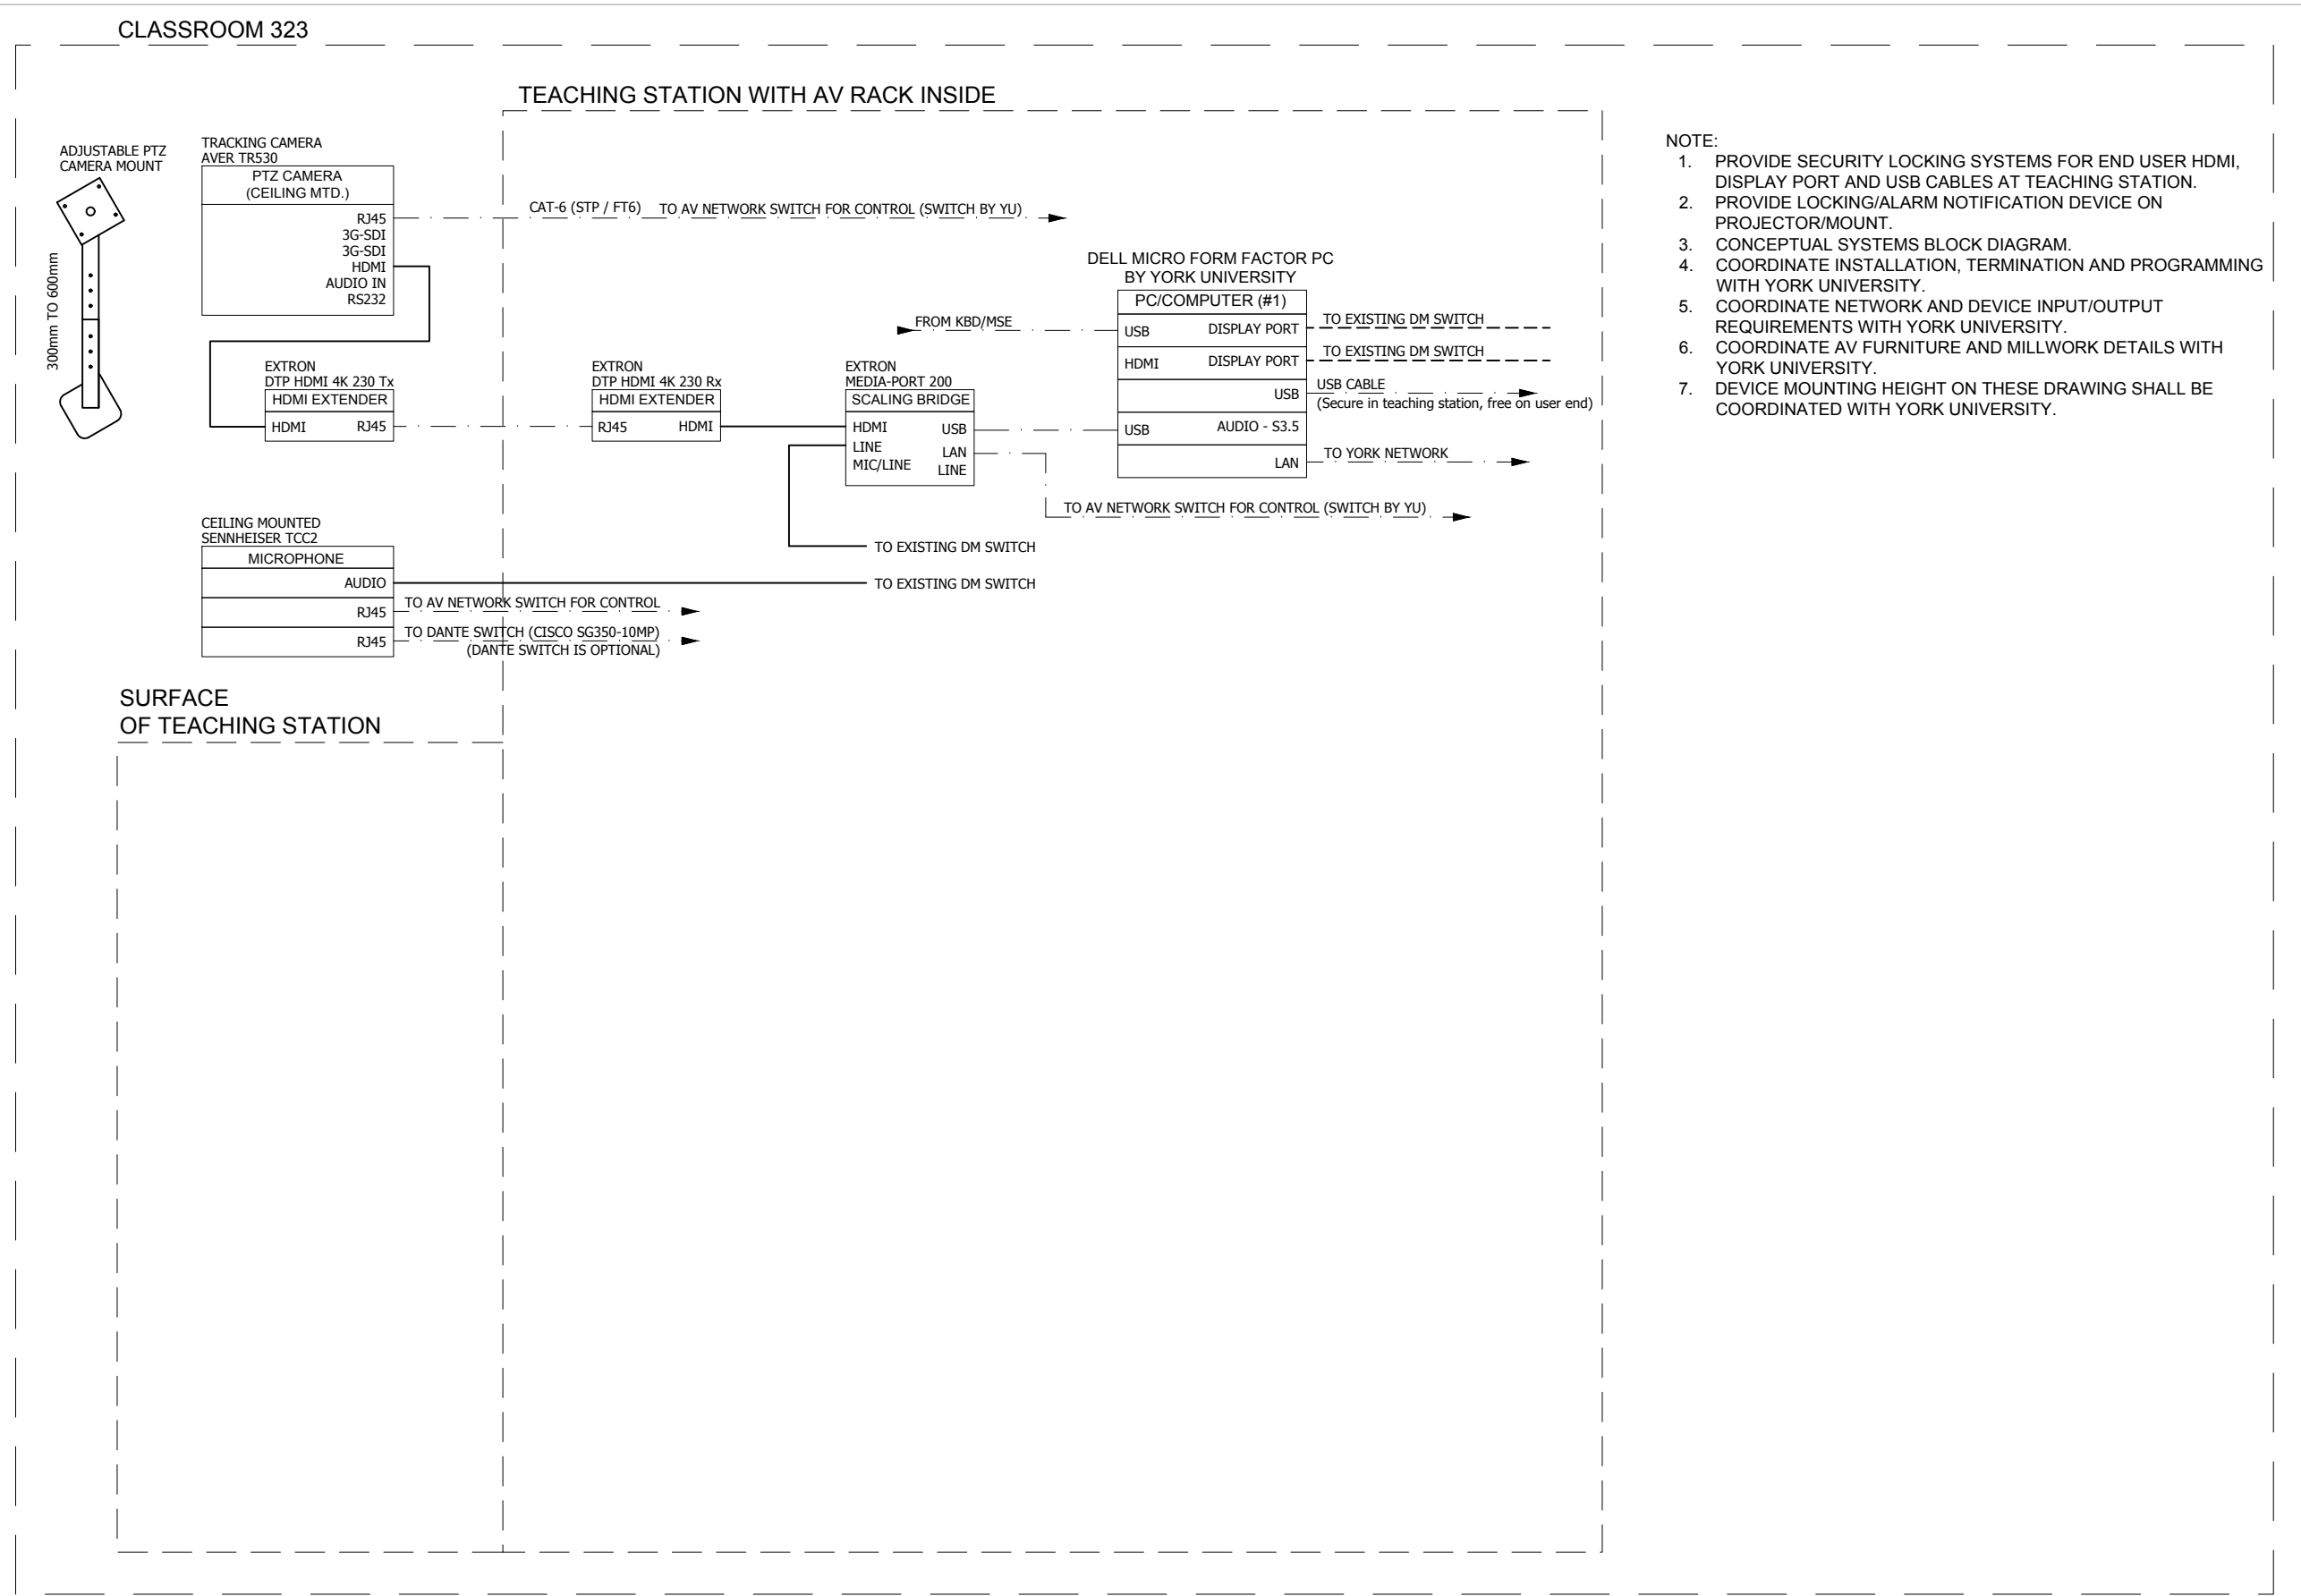 CLASSROOM 323
TEACHING STATION WITH AV RACK INSIDE
ADJUSTABLE PTZ
CAMERA MOUNT
300mm TO 600mm
TRACKING CAMERA
AVER TR530
PTZ CAMERA
(CEILING MTD.)
RJ45
3G-SDI
3G-SDI
HDMI
AUDIO IN
RS232
CAT-6 (STP / FT6) TO AV NETWORK SWITCH FOR CONTROL (SWITCH BY YU)
EXTRON
DTP HDMI 4K 230 Tx
HDMI EXTENDER
HDMI RJ45
EXTRON
DTP HDMI 4K 230 Rx
HDMI EXTENDER
RJ45 HDMI
EXTRON
MEDIA-PORT 200
SCALING BRIDGE
HDMI USB
LINE LAN
MIC/LINE LINE
FROM KBD/MSE
DELL MICRO FORM FACTOR PC
BY YORK UNIVERSITY
PC/COMPUTER (#1)
USB DISPLAY PORT
HDMI DISPLAY PORT
USB
USB AUDIO - S3.5
LAN
TO EXISTING DM SWITCH
TO EXISTING DM SWITCH
USB CABLE
(Secure in teaching station, free on user end)
TO YORK NETWORK
TO AV NETWORK SWITCH FOR CONTROL (SWITCH BY YU)
TO EXISTING DM SWITCH
TO EXISTING DM SWITCH
CEILING MOUNTED
SENNHEISER TCC2
MICROPHONE
AUDIO
RJ45
RJ45
TO AV NETWORK SWITCH FOR CONTROL
TO DANTE SWITCH (CISCO SG350-10MP)
(DANTE SWITCH IS OPTIONAL)
SURFACE
OF TEACHING STATION
NOTE:
1. PROVIDE SECURITY LOCKING SYSTEMS FOR END USER HDMI,
DISPLAY PORT AND USB CABLES AT TEACHING STATION.
2. PROVIDE LOCKING/ALARM NOTIFICATION DEVICE ON
PROJECTOR/MOUNT.
3. CONCEPTUAL SYSTEMS BLOCK DIAGRAM.
4. COORDINATE INSTALLATION, TERMINATION AND PROGRAMMING
WITH YORK UNIVERSITY.
5. COORDINATE NETWORK AND DEVICE INPUT/OUTPUT
REQUIREMENTS WITH YORK UNIVERSITY.
6. COORDINATE AV FURNITURE AND MILLWORK DETAILS WITH
YORK UNIVERSITY.
7. DEVICE MOUNTING HEIGHT ON THESE DRAWING SHALL BE
COORDINATED WITH YORK UNIVERSITY.